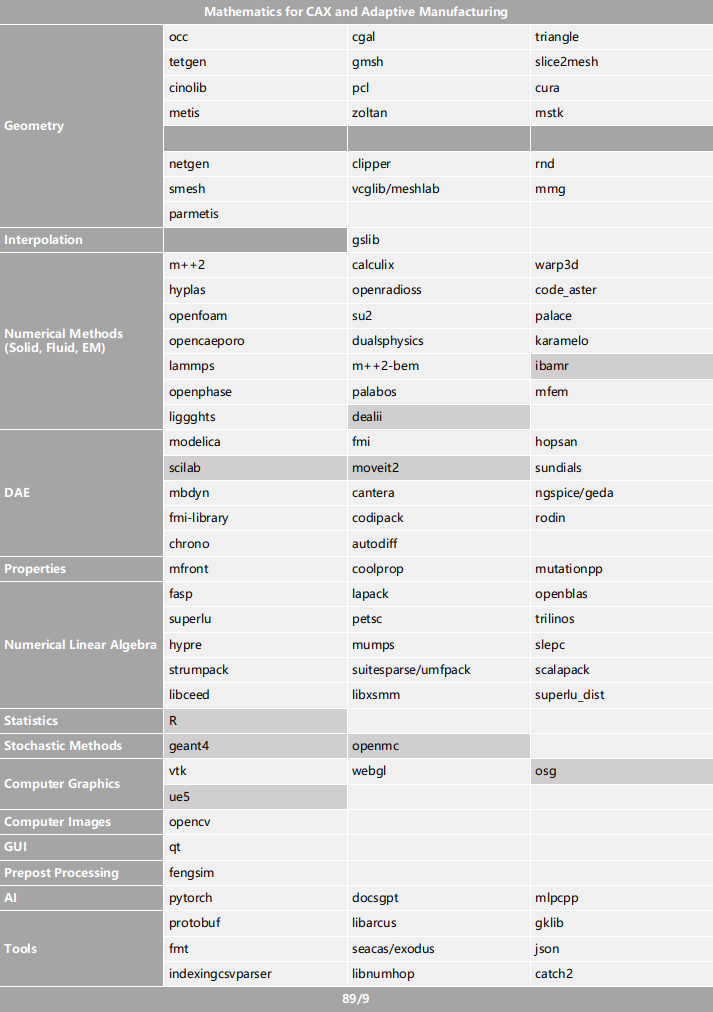 Mathematics for CAX and Adaptive Manufacturing
Geometry
occ cgal triangle
tetgen gmsh slice2mesh
cinolib pcl cura
metis zoltan mstk
netgen clipper rnd
smesh vcglib/meshlab mmg
parmetis
Interpolation gslib
Numerical Methods
(Solid, Fluid, EM)
m++2 calculix warp3d
hyplas openradioss code_aster
openfoam su2 palace
opencaeporo dualsphysics karamelo
lammps m++2-bem ibamr
openphase palabos mfem
liggghts dealii
DAE
modelica fmi hopsan
scilab moveit2 sundials
mbdyn cantera ngspice/geda
fmi-library codipack rodin
chrono autodiff
Properties mfront coolprop mutationpp
Numerical Linear Algebra
fasp lapack openblas
superlu petsc trilinos
hypre mumps slepc
strumpack suitesparse/umfpack scalapack
libceed libxsmm superlu_dist
Statistics R
Stochastic Methods geant4 openmc
Computer Graphics
vtk webgl osg
ue5
Computer Images opencv
GUI qt
Prepost Processing fengsim
AI pytorch docsgpt mlpcpp
Tools
protobuf libarcus gklib
fmt seacas/exodus json
indexingcsvparser libnumhop catch2
89/9